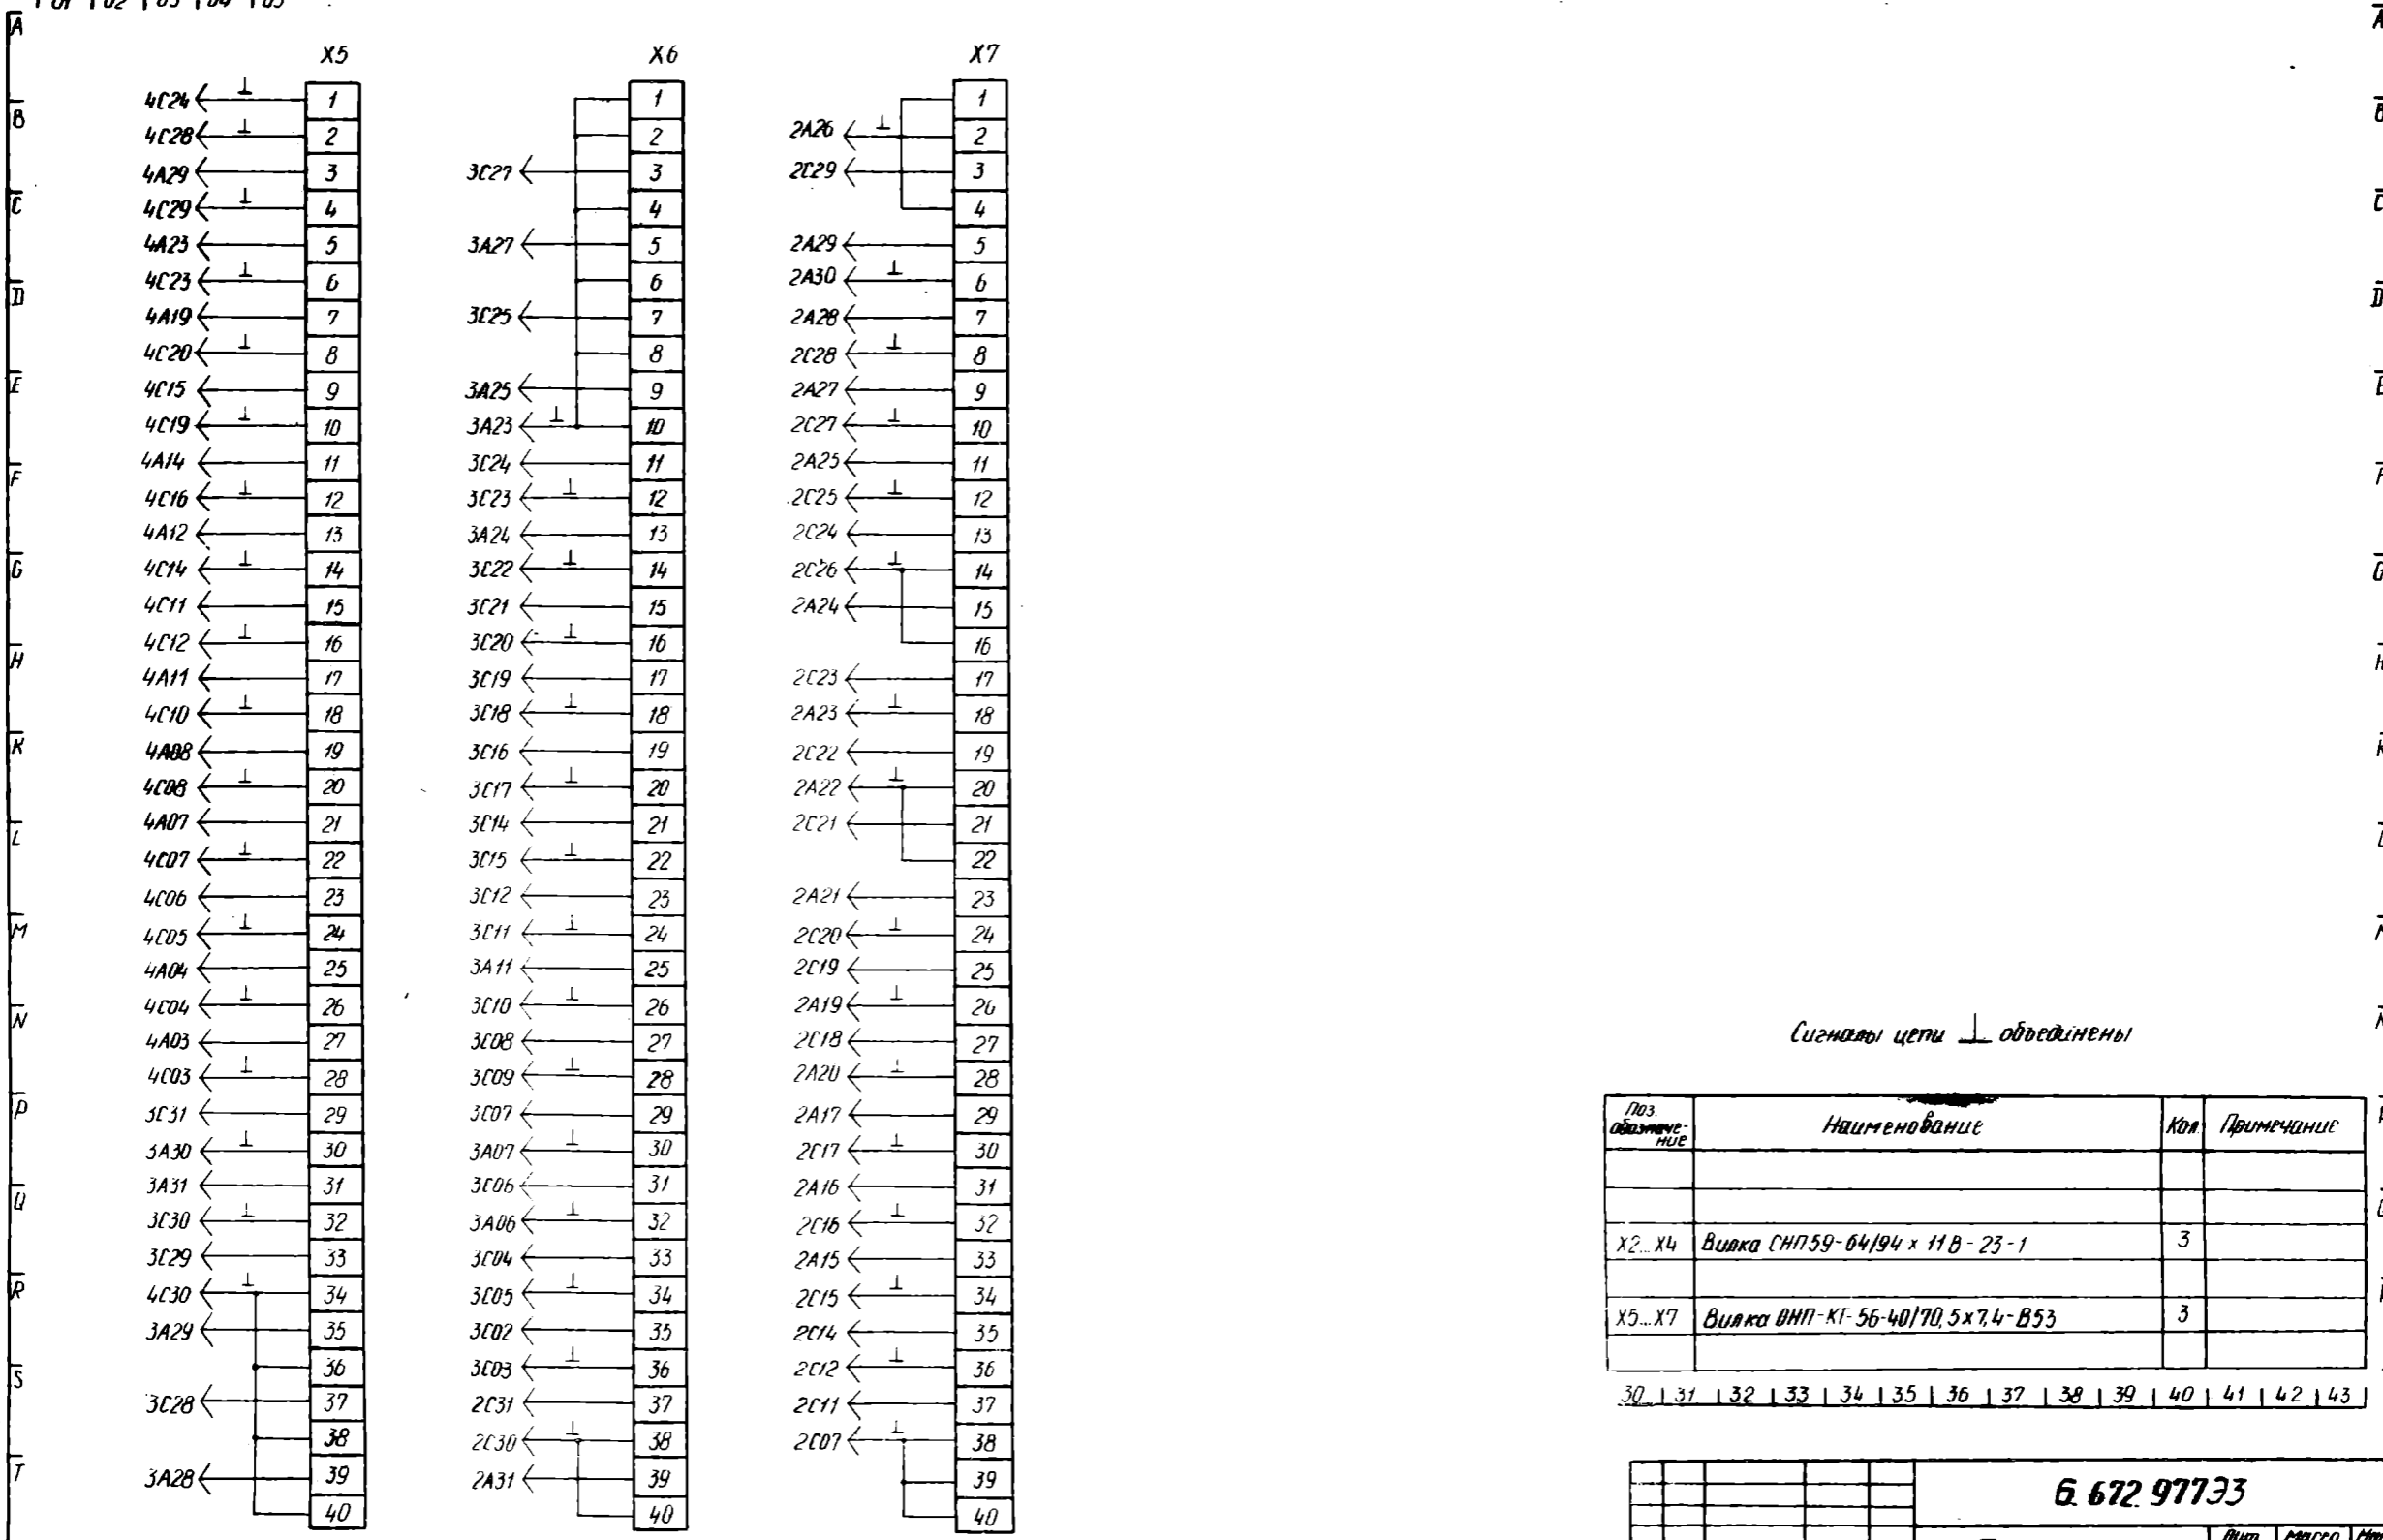 01 02 03 04 05
X5 X6 X7
4C24 ⊥ 1 1 1
4C28 ⊥ 2 2 2A26 ⊥ 2
4A29 3 3C27 3 2C29 3
4C29 ⊥ 4 4 4
4A23 5 3A27 5 2A29 5
4C23 ⊥ 6 6 2A30 ⊥ 6
4A19 7 3C25 7 2A28 7
4C20 ⊥ 8 8 2C28 ⊥ 8
4C15 9 3A25 9 2A27 9
4C19 ⊥ 10 3A23 ⊥ 10 2C27 ⊥ 10
4A14 11 3C24 11 2A25 11
4C16 ⊥ 12 3C23 ⊥ 12 2C25 ⊥ 12
4A12 13 3A24 13 2C24 13
4C14 ⊥ 14 3C22 ⊥ 14 2C26 ⊥ 14
4C11 15 3C21 15 2A24 15
4C12 ⊥ 16 3C20 ⊥ 16 16
4A11 17 3C19 17 2C23 17
4C10 ⊥ 18 3C18 ⊥ 18 2A23 ⊥ 18
4A08 19 3C16 19 2C22 19
4C08 ⊥ 20 3C17 ⊥ 20 2A22 ⊥ 20
4A07 21 3C14 21 2C21 21
4C07 ⊥ 22 3C15 ⊥ 22 22
4C06 23 3C12 23 2A21 23
4C05 ⊥ 24 3C11 ⊥ 24 2C20 ⊥ 24
4A04 25 3A11 25 2C19 25
4C04 ⊥ 26 3C10 ⊥ 26 2A19 ⊥ 26
4A03 27 3C08 27 2C18 27
4C03 ⊥ 28 3C09 ⊥ 28 2A20 ⊥ 28
3C31 29 3C07 29 2A17 29
3A30 ⊥ 30 3A07 ⊥ 30 2C17 ⊥ 30
3A31 31 3C06 31 2A16 31
3C30 ⊥ 32 3A06 ⊥ 32 2C16 ⊥ 32
3C29 33 3C04 33 2A15 33
4C30 ⊥ 34 3C05 ⊥ 34 2C15 ⊥ 34
3A29 35 3C02 35 2C14 35
36 3C03 ⊥ 36 2C12 ⊥ 36
3C28 37 2C31 37 2C11 37
38 2C30 ⊥ 38 2C07 ⊥ 38
3A28 39 2A31 39 39
40 40 40
A
B
C
D
E
F
G
H
K
L
M
N
P
Q
R
S
T
Сигналы цепи ⊥ объединены
Поз. обозначе-ние Наименование Кол Примечание
X2...X4 Вилка СНП59-64/94 x 11В-23-1 3
X5...X7 Вилка ОНП-КГ-56-40/70,5x7,4-В53 3
30 31 32 33 34 35 36 37 38 39 40 41 42 43
6.672.977Э3
Лит Масса